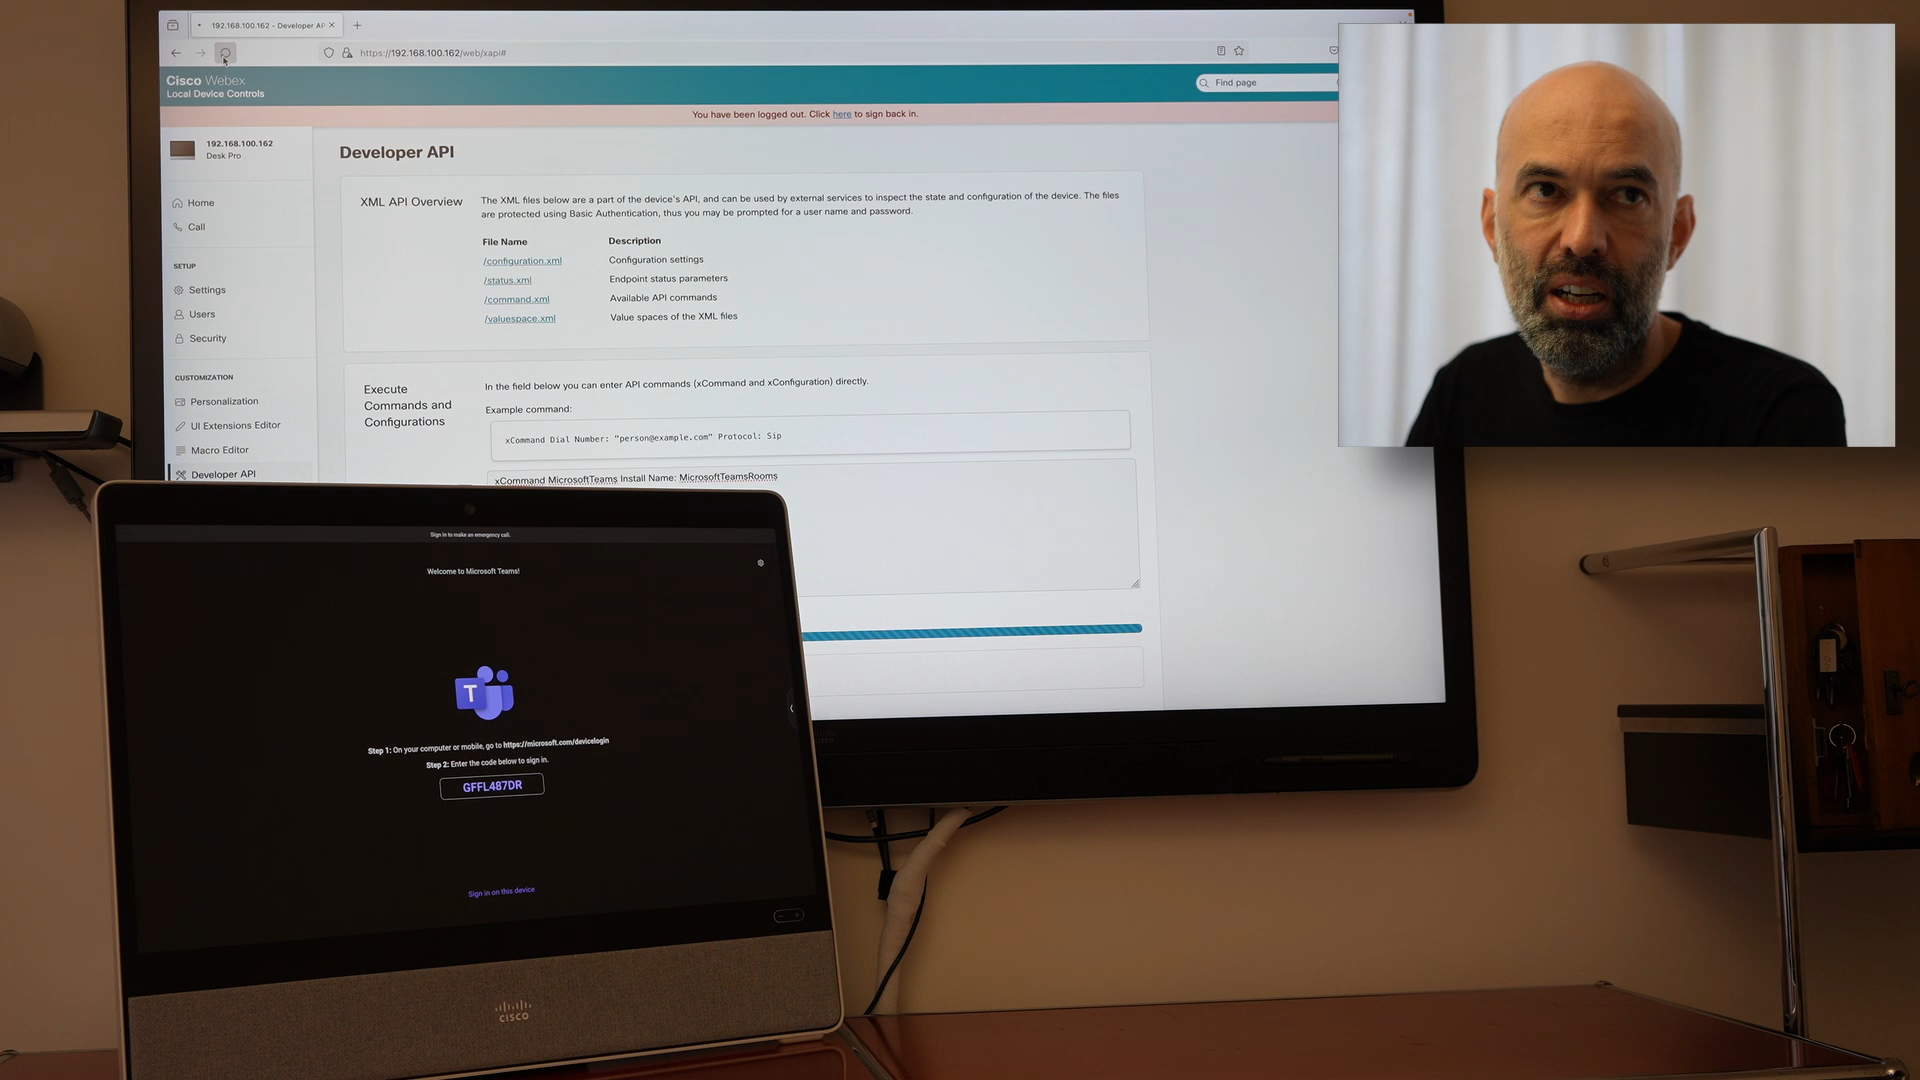 192.168.100.162 - Developer AP
https://192.168.100.162/web/xapi#
Cisco Webex
Local Device Controls
Find page
You have been logged out. Click here to sign back in.
192.168.100.162
Desk Pro
Home
Call
SETUP
Settings
Users
Security
CUSTOMIZATION
Personalization
UI Extensions Editor
Macro Editor
Developer API
Developer API
XML API Overview
The XML files below are a part of the device's API, and can be used by external services to inspect the state and configuration of the device. The files
are protected using Basic Authentication, thus you may be prompted for a user name and password.
File Name Description
/configuration.xml Configuration settings
/status.xml Endpoint status parameters
/command.xml Available API commands
/valuespace.xml Value spaces of the XML files
Execute
Commands and
Configurations
In the field below you can enter API commands (xCommand and xConfiguration) directly.
Example command:
xCommand Dial Number: "person@example.com" Protocol: Sip
xCommand MicrosoftTeams Install Name: MicrosoftTeamsRooms
Sign in to make an emergency call.
Welcome to Microsoft Teams!
T
Step 1: On your computer or mobile, go to https://microsoft.com/devicelogin
Step 2: Enter the code below to sign in.
GFFL487DR
Sign in on this device
CISCO